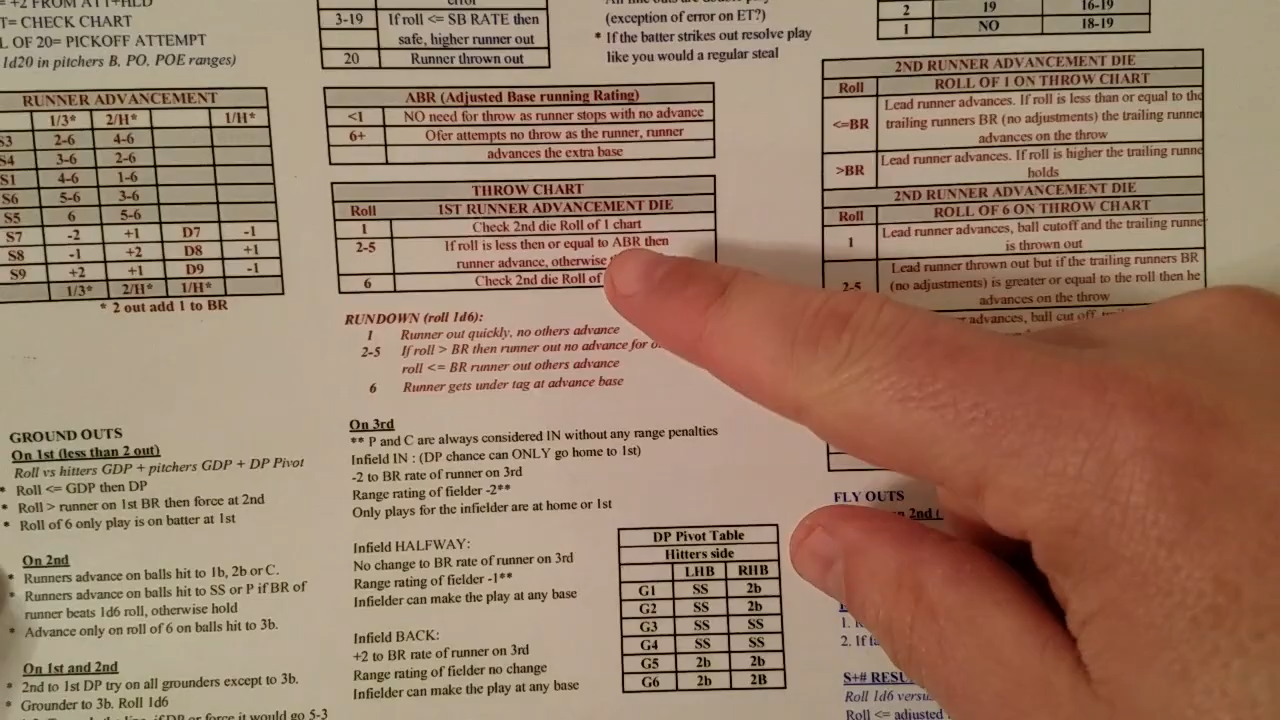 = +2 FROM ATT+HLD
T= CHECK CHART
L OF 20= PICKOFF ATTEMPT
1d20 in pitchers B, PO, POE ranges)
RUNNER ADVANCEMENT
1/3* 2/H* 1/H*
S3 2-6 4-6
S4 3-6 2-6
S1 4-6 1-6
S6 5-6 3-6
S5 6 5-6
S7 -2 +1 D7 -1
S8 -1 +2 D8 +1
S9 +2 +1 D9 -1
1/3* 2/H* 1/H*
* 2 out add 1 to BR
GROUND OUTS
On 1st (less than 2 out)
Roll vs hitters GDP + pitchers GDP + DP Pivot
* Roll <= GDP then DP
* Roll > runner on 1st BR then force at 2nd
* Roll of 6 only play is on batter at 1st
On 2nd
* Runners advance on balls hit to 1b, 2b or C.
* Runners advance on balls hit to SS or P if BR of
runner beats 1d6 roll, otherwise hold
* Advance only on roll of 6 on balls hit to 3b.
On 1st and 2nd
* 2nd to 1st DP try on all grounders except to 3b.
* Grounder to 3b. Roll 1d6
if DP or force it would go 5-3
error
3-19 If roll <= SB RATE then
safe, higher runner out
20 Runner thrown out
(exception of error on ET?)
* If the batter strikes out resolve play
like you would a regular steal
ABR (Adjusted Base running Rating)
<1 NO need for throw as runner stops with no advance
6+ Ofer attempts no throw as the runner, runner
advances the extra base
THROW CHART
Roll 1ST RUNNER ADVANCEMENT DIE
1 Check 2nd die Roll of 1 chart
2-5 If roll is less then or equal to ABR then
runner advance, otherwise
6 Check 2nd die Roll of
RUNDOWN (roll 1d6):
1 Runner out quickly, no others advance
2-5 If roll > BR then runner out no advance for
roll <= BR runner out others advance
6 Runner gets under tag at advance base
On 3rd
** P and C are always considered IN without any range penalties
Infield IN : (DP chance can ONLY go home to 1st)
-2 to BR rate of runner on 3rd
Range rating of fielder -2**
Only plays for the infielder are at home or 1st
Infield HALFWAY:
No change to BR rate of runner on 3rd
Range rating of fielder -1**
Infielder can make the play at any base
Infield BACK:
+2 to BR rate of runner on 3rd
Range rating of fielder no change
Infielder can make the play at any base
DP Pivot Table
Hitters side
LHB RHB
G1 SS 2b
G2 SS 2b
G3 SS SS
G4 SS SS
G5 2b 2b
G6 2b 2B
2 19 16-19
1 NO 18-19
2ND RUNNER ADVANCEMENT DIE
Roll ROLL OF 1 ON THROW CHART
<=BR Lead runner advances. If roll is less than or equal to the
trailing runners BR (no adjustments) the trailing runner
advances on the throw
>BR Lead runner advances. If roll is higher the trailing runne
holds
2ND RUNNER ADVANCEMENT DIE
Roll ROLL OF 6 ON THROW CHART
1 Lead runner advances, ball cutoff and the trailing runne
is thrown out
2-5 Lead runner thrown out but if the trailing runners BR
(no adjustments) is greater or equal to the roll then he
advances on the throw
advances, ball cut off
FLY OUTS
on 2nd (
1.
2. If
S+# RESU
Roll 1d6 versu
Roll <= adjusted